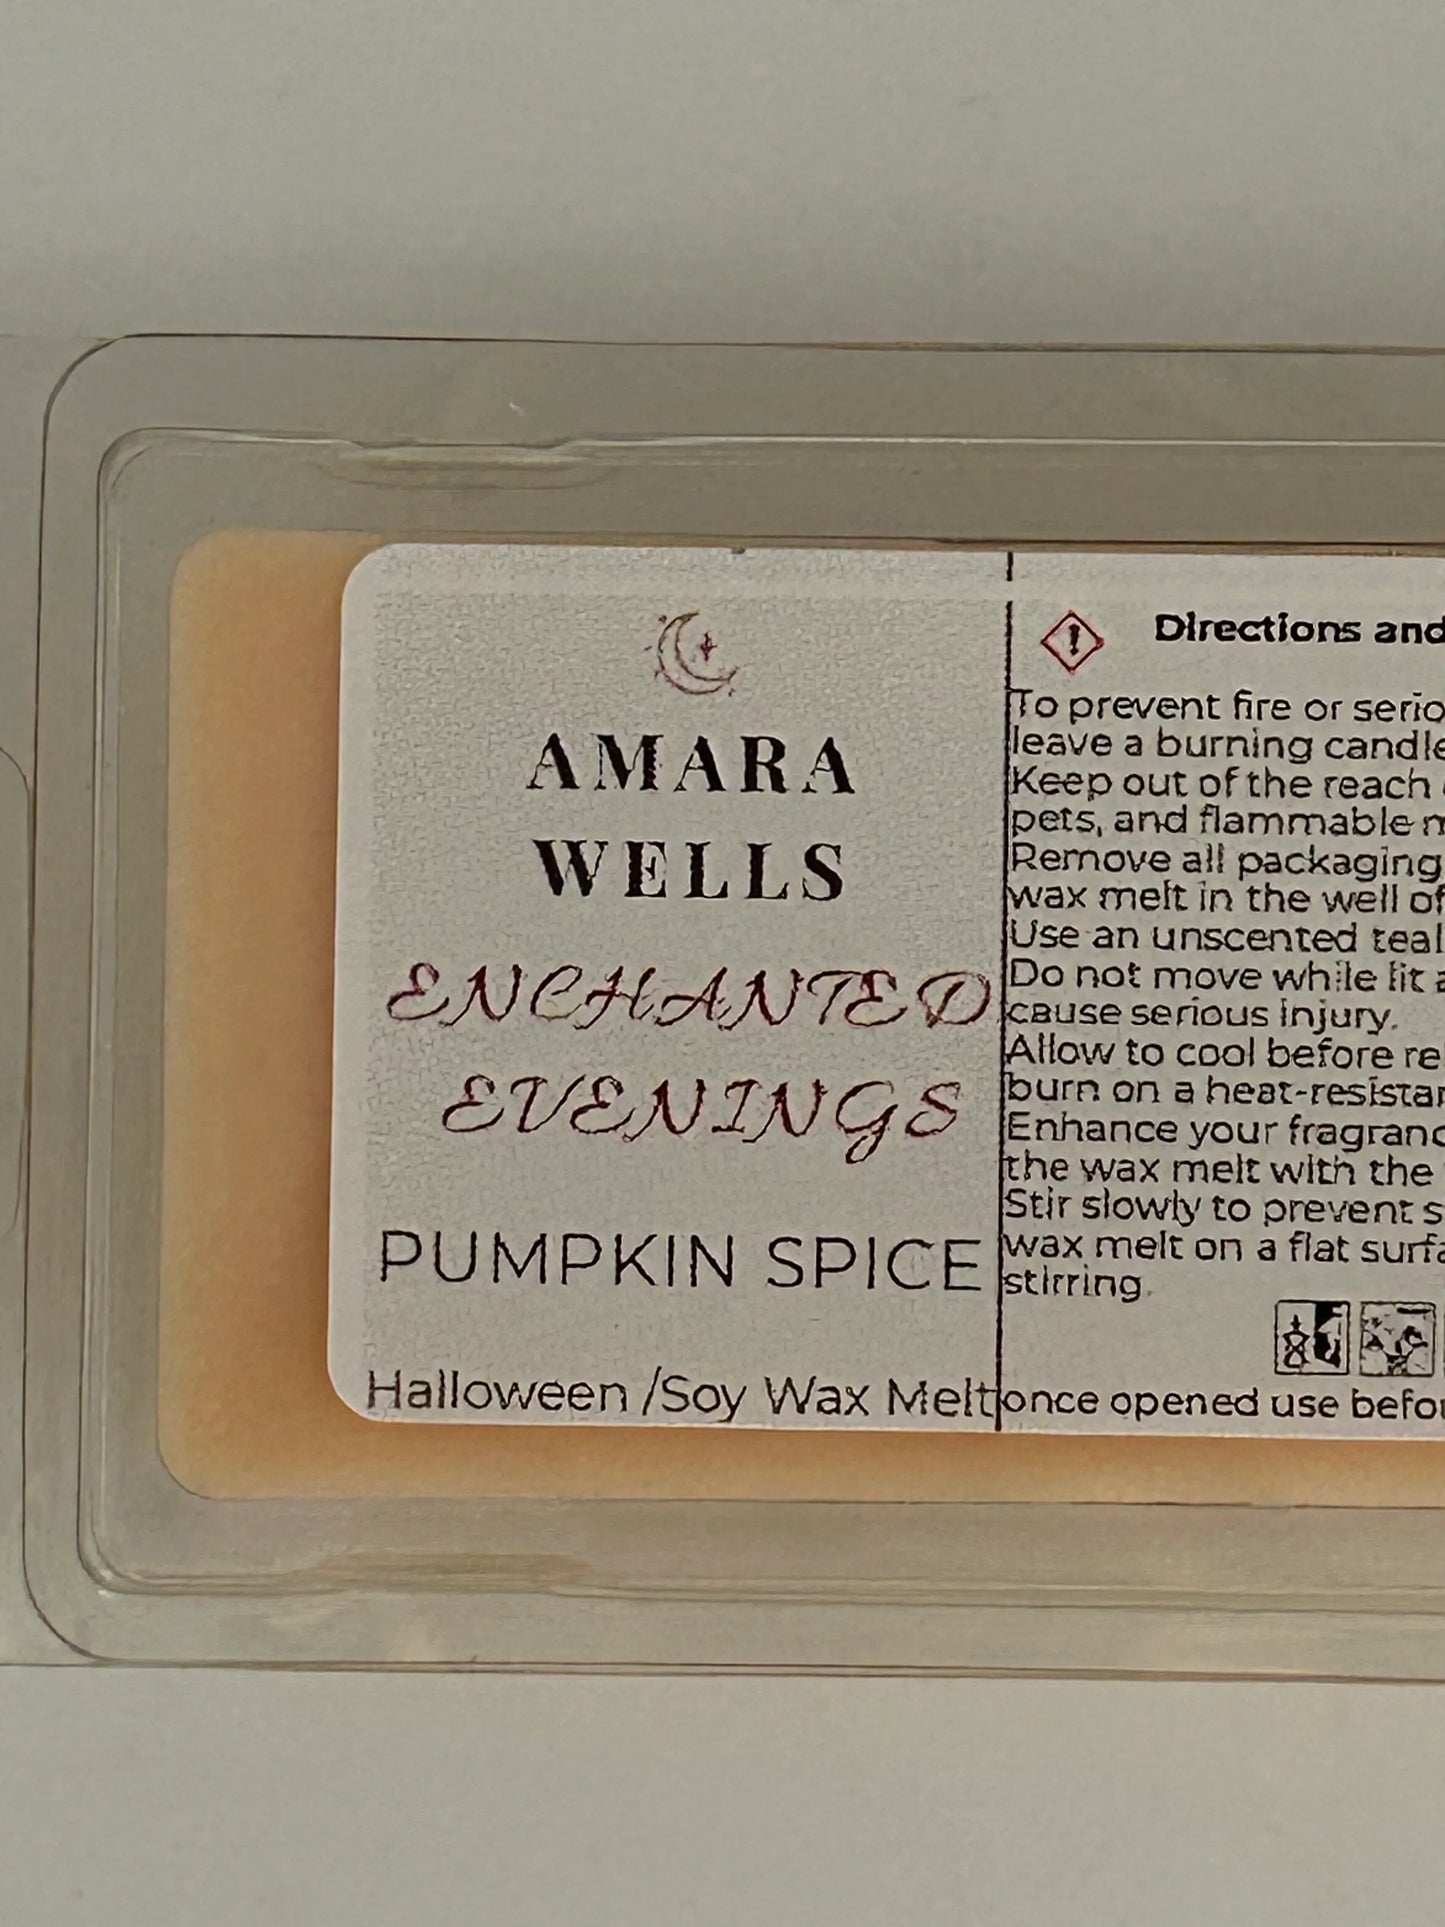 AMARA
WELLS
ENCHANTED
EVENINGS
PUMPKIN SPICE
Halloween /Soy Wax Melt
Directions and
To prevent fire or serio
leave a burning candle
Keep out of the reach
pets, and flammable m
Remove all packaging
wax melt in the well of
Use an unscented teal
Do not move while lit a
cause serious injury.
Allow to cool before re
burn on a heat-resistan
Enhance your fragranc
the wax melt with the
Stir slowly to prevent s
wax melt on a flat surfa
stirring.
once opened use befo